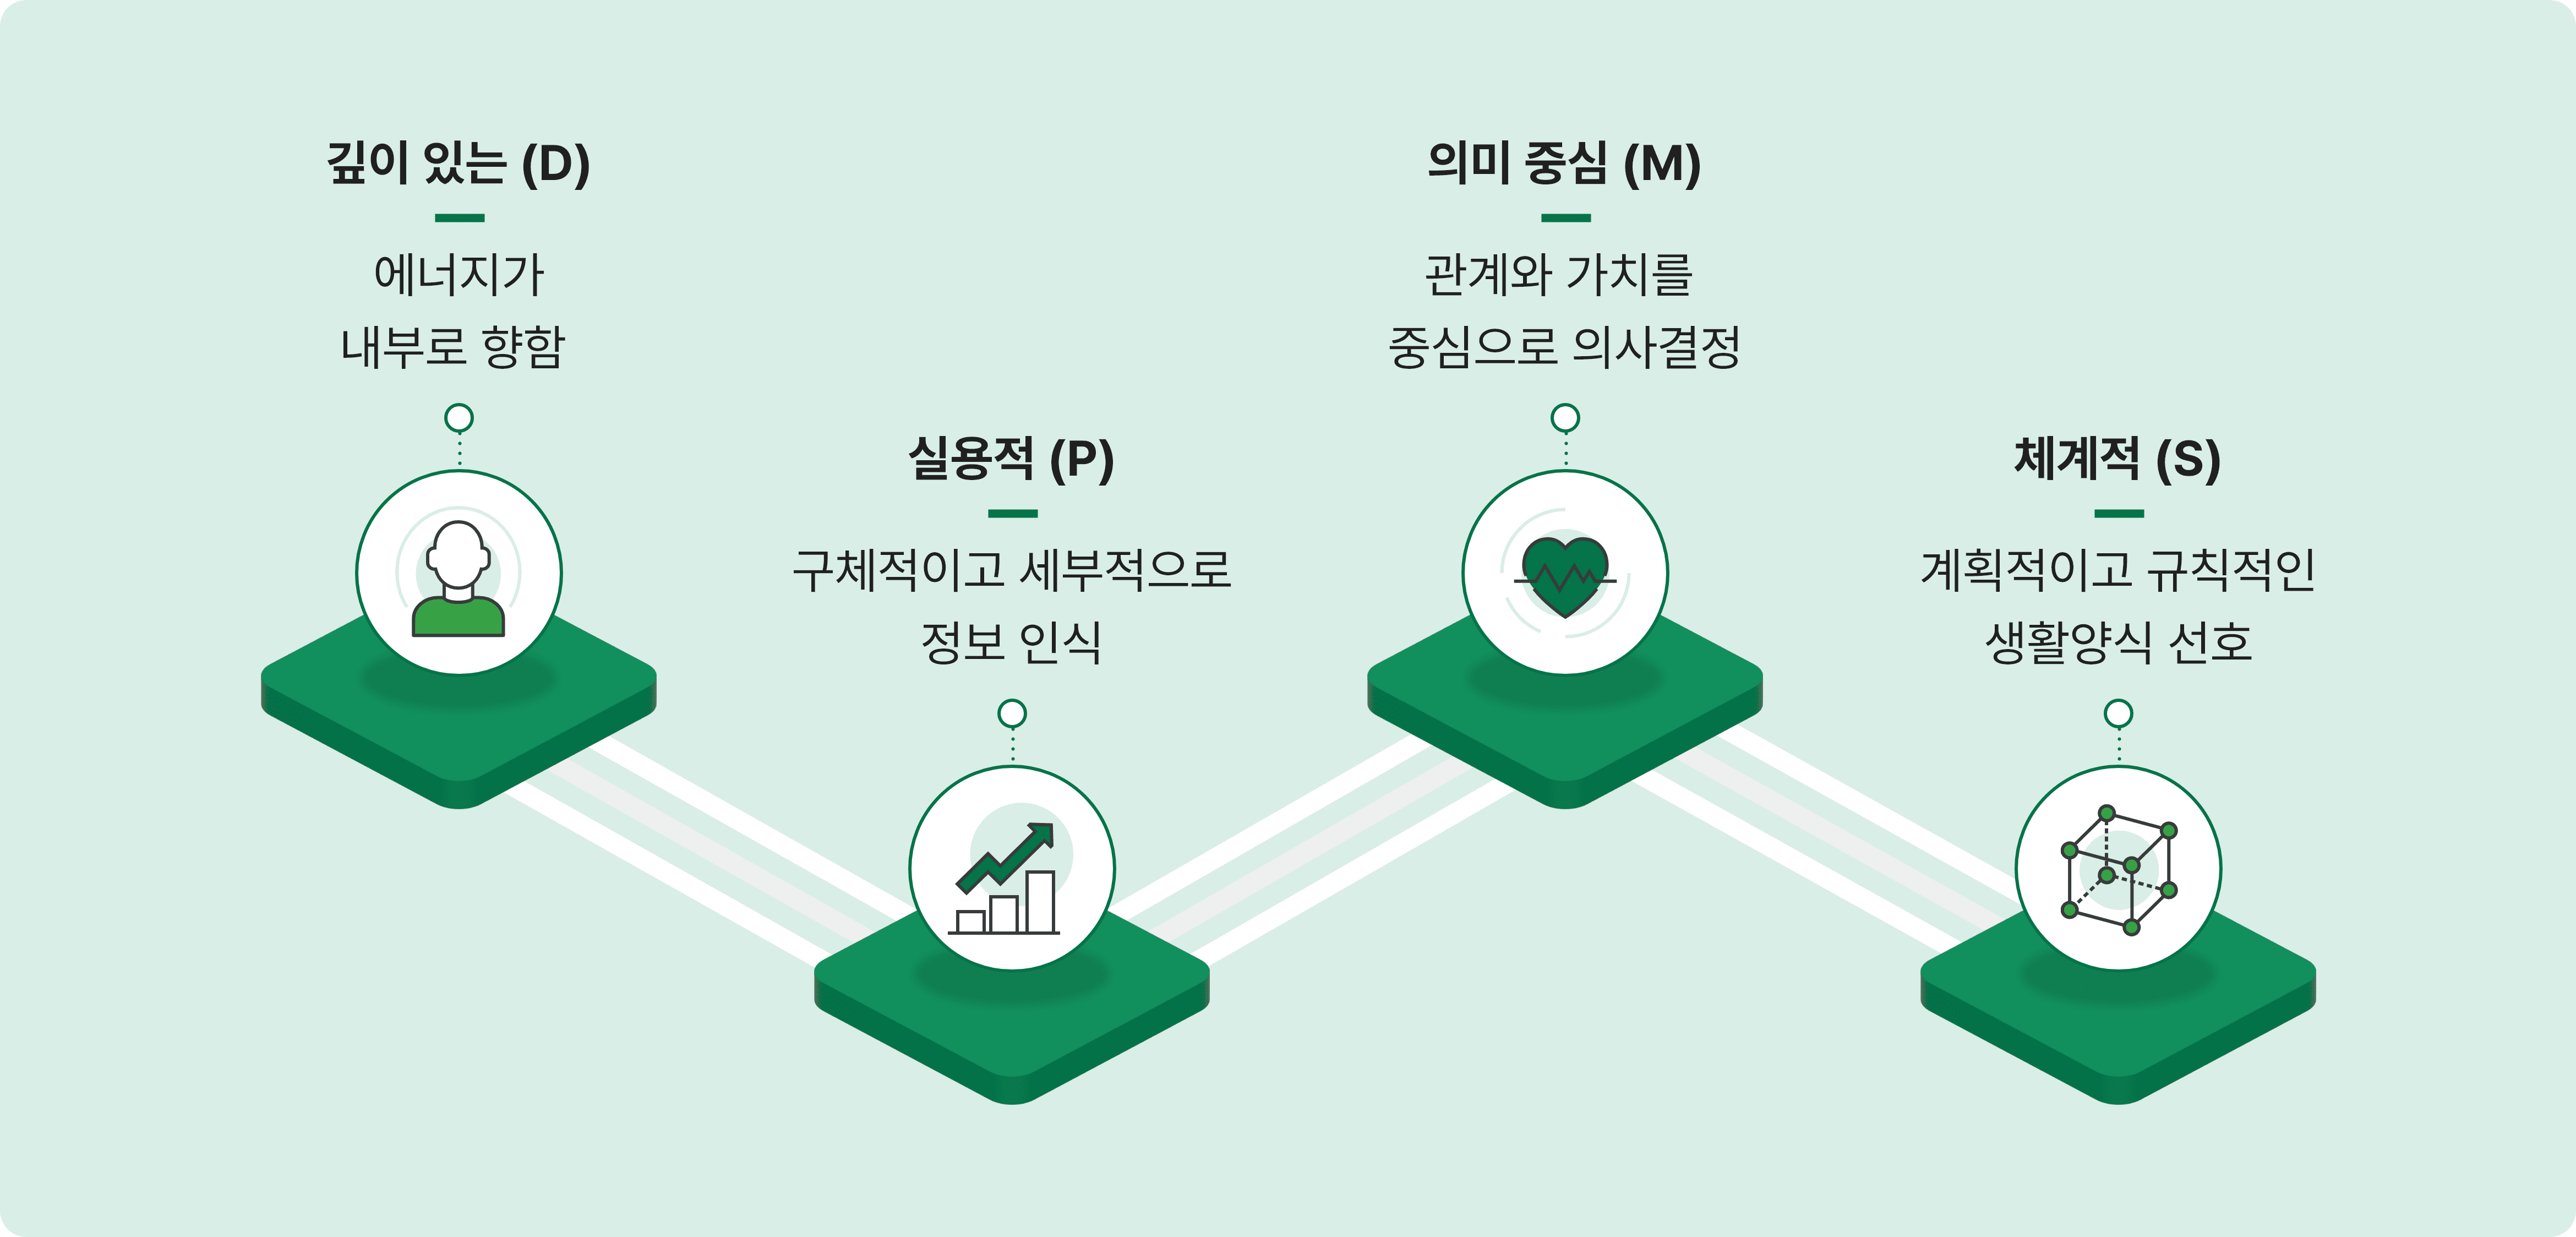 깊이 있는 (D)
에너지가
내부로 향함
실용적 (P)
구체적이고 세부적으로
정보 인식
의미 중심 (M)
관계와 가치를
중심으로 의사결정
체계적 (S)
계획적이고 규칙적인
생활양식 선호